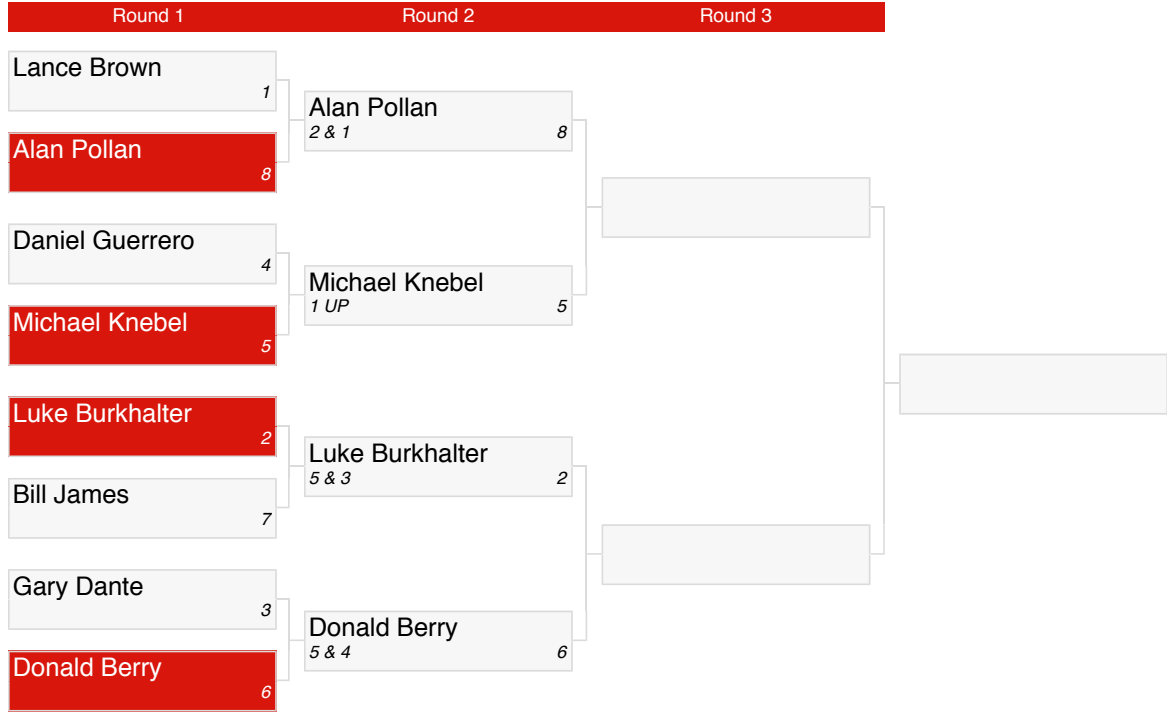 Round 1
Round 2
Round 3
Lance Brown
1
Alan Pollan
8
Daniel Guerrero
4
Michael Knebel
5
Luke Burkhalter
2
Bill James
7
Gary Dante
3
Donald Berry
6
Alan Pollan
2 & 1 8
Michael Knebel
1 UP 5
Luke Burkhalter
5 & 3 2
Donald Berry
5 & 4 6